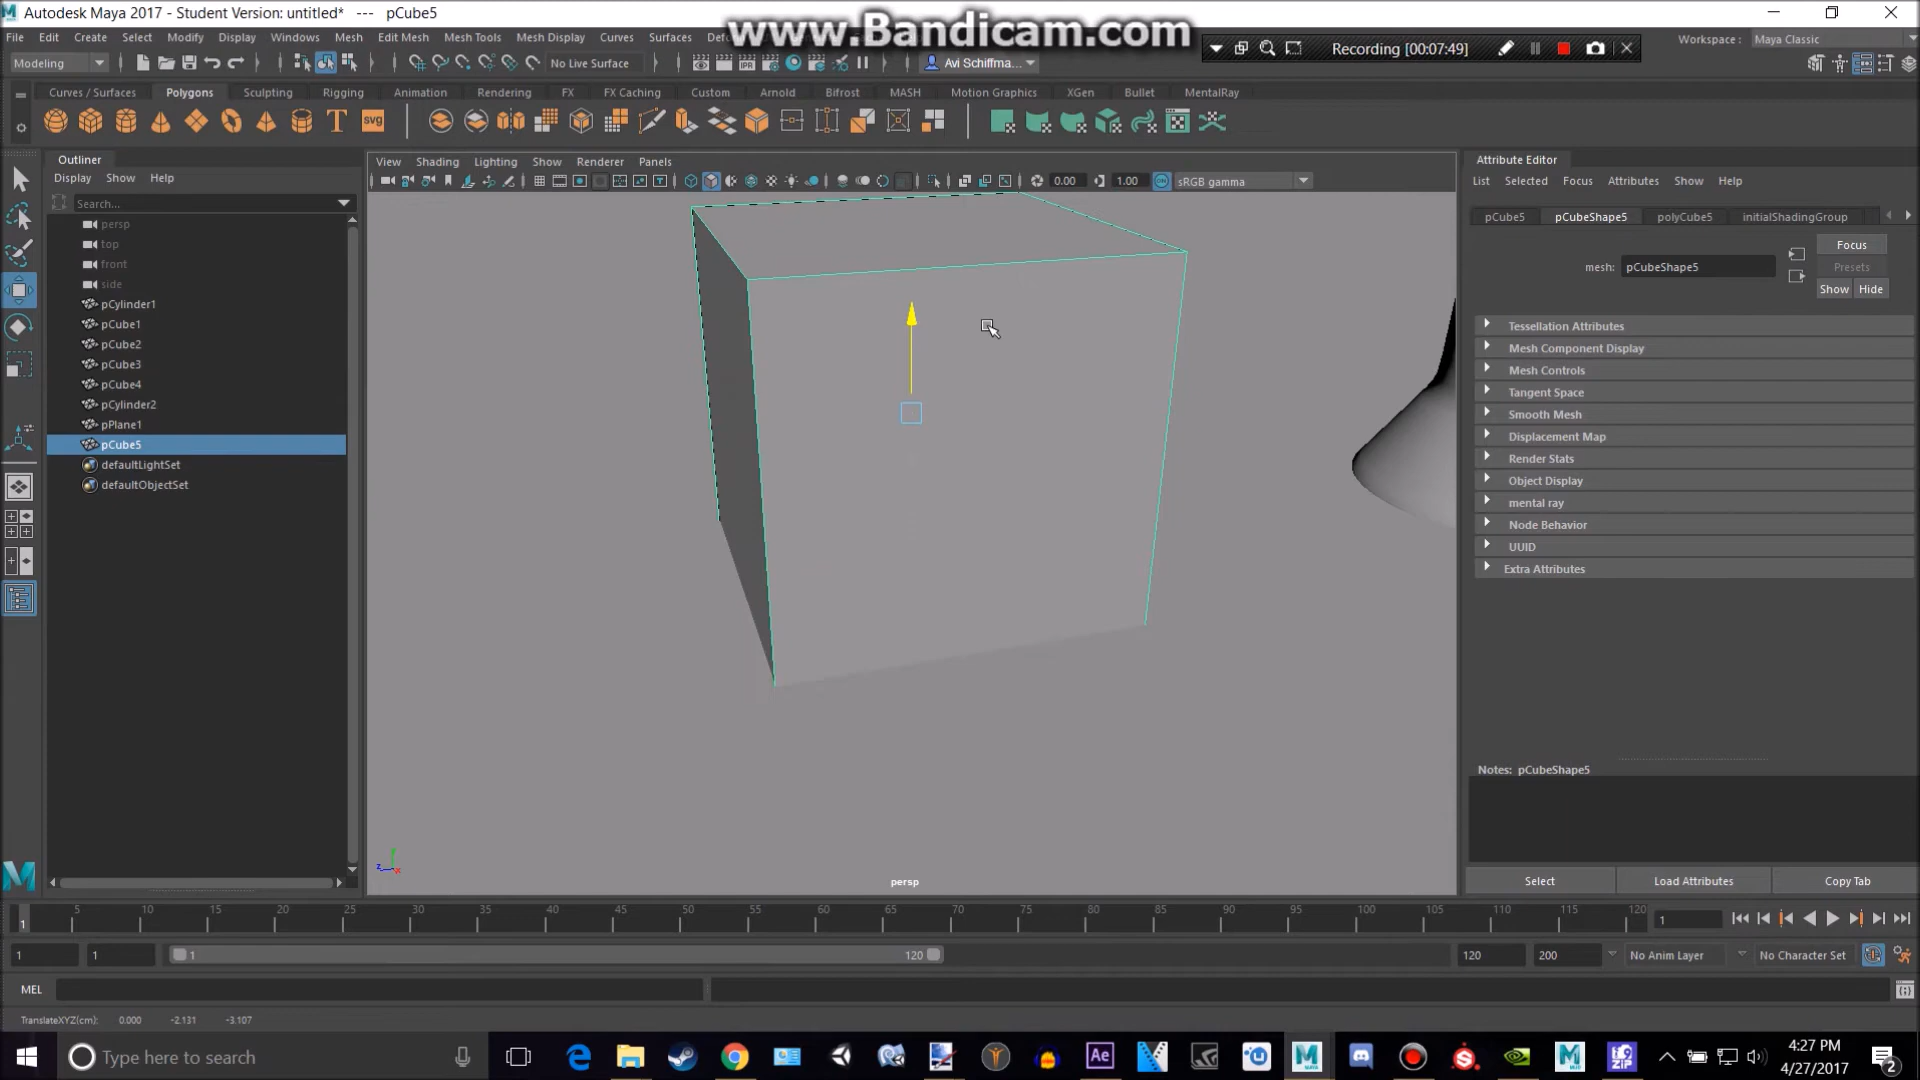 Autodesk Maya 2017 - Student Version: untitled* --- pCube5
www.Bandicam.com
Recording [00:07:49]
File Edit Create Select Modify Display Windows Mesh Edit Mesh Mesh Tools Mesh Display Curves Surfaces
Workspace : Maya Classic
Modeling
No Live Surface
Avi Schiffma...
Curves / Surfaces Polygons Sculpting Rigging Animation Rendering FX FX Caching Custom Arnold Bifrost MASH Motion Graphics XGen Bullet MentalRay
T svg
Outliner
Display Show Help
Search...
persp
top
front
side
pCylinder1
pCube1
pCube2
pCube3
pCube4
pCylinder2
pPlane1
pCube5
defaultLightSet
defaultObjectSet
View Shading Lighting Show Renderer Panels
0.00 1.00 sRGB gamma
persp
Attribute Editor
List Selected Focus Attributes Show Help
pCube5 pCubeShape5 polyCube5 initialShadingGroup
mesh: pCubeShape5
Focus
Presets
Show Hide
Tessellation Attributes
Mesh Component Display
Mesh Controls
Tangent Space
Smooth Mesh
Displacement Map
Render Stats
Object Display
mental ray
Node Behavior
UUID
Extra Attributes
Notes: pCubeShape5
Select Load Attributes Copy Tab
1 5 10 15 20 25 30 35 40 45 50 55 60 65 70 75 80 85 90 95 100 105 110 115 120 1
1 1 1 120 120 200 No Anim Layer No Character Set
MEL
TranslateXYZ(cm): 0.000 -2.131 -3.107
Type here to search
Ae
ZIP
4:27 PM
4/27/2017
2